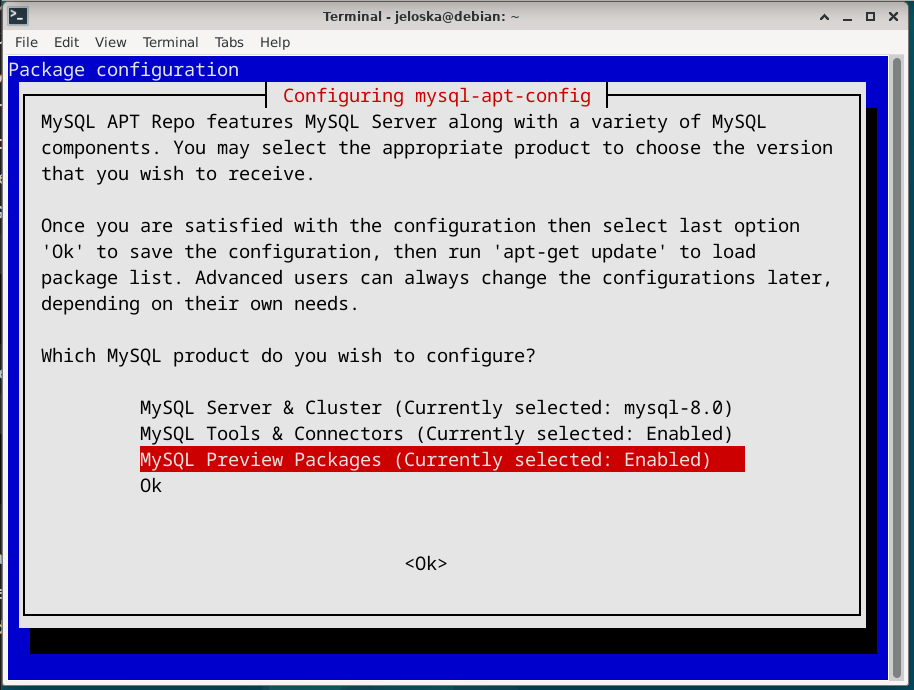 Terminal - jeloska@debian: ~
File Edit View Terminal Tabs Help
Package configuration
Configuring mysql-apt-config
MySQL APT Repo features MySQL Server along with a variety of MySQL
components. You may select the appropriate product to choose the version
that you wish to receive.
Once you are satisfied with the configuration then select last option
'Ok' to save the configuration, then run 'apt-get update' to load
package list. Advanced users can always change the configurations later,
depending on their own needs.
Which MySQL product do you wish to configure?
MySQL Server & Cluster (Currently selected: mysql-8.0)
MySQL Tools & Connectors (Currently selected: Enabled)
MySQL Preview Packages (Currently selected: Enabled)
Ok
<Ok>